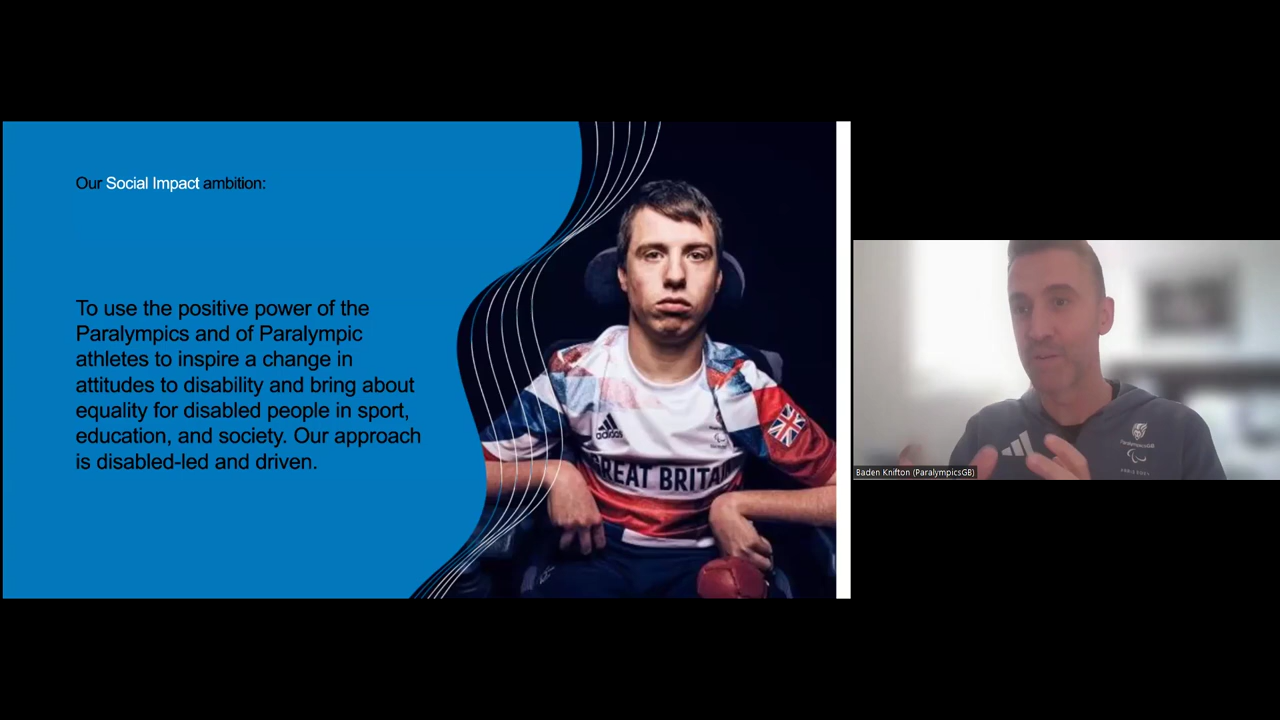 Our Social Impact ambition:
To use the positive power of the
Paralympics and of Paralympic
athletes to inspire a change in
attitudes to disability and bring about
equality for disabled people in sport,
education, and society. Our approach
is disabled-led and driven.
adidas
GREAT BRITAIN
ParalympicsGB
Baden Knifton (ParalympicsGB)